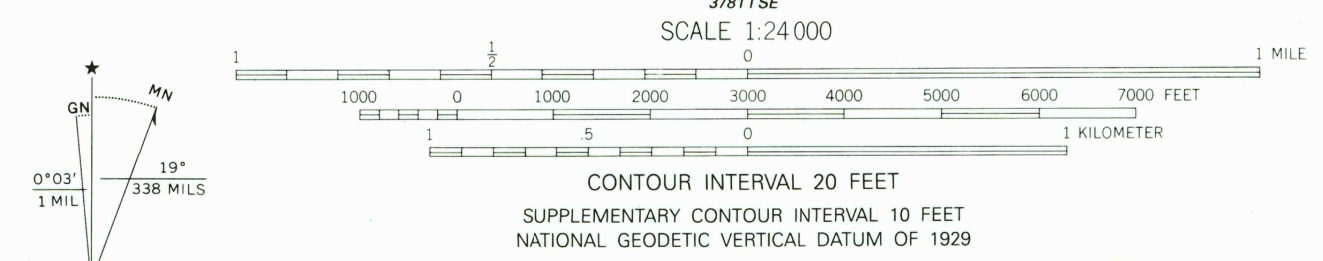 37811SE
SCALE 1:24 000
1 1/2 0 1 MILE
1000 0 1000 2000 3000 4000 5000 6000 7000 FEET
1 .5 0 1 KILOMETER
CONTOUR INTERVAL 20 FEET
SUPPLEMENTARY CONTOUR INTERVAL 10 FEET
NATIONAL GEODETIC VERTICAL DATUM OF 1929
★
GN MN
0°03′ 19°
1 MIL 338 MILS